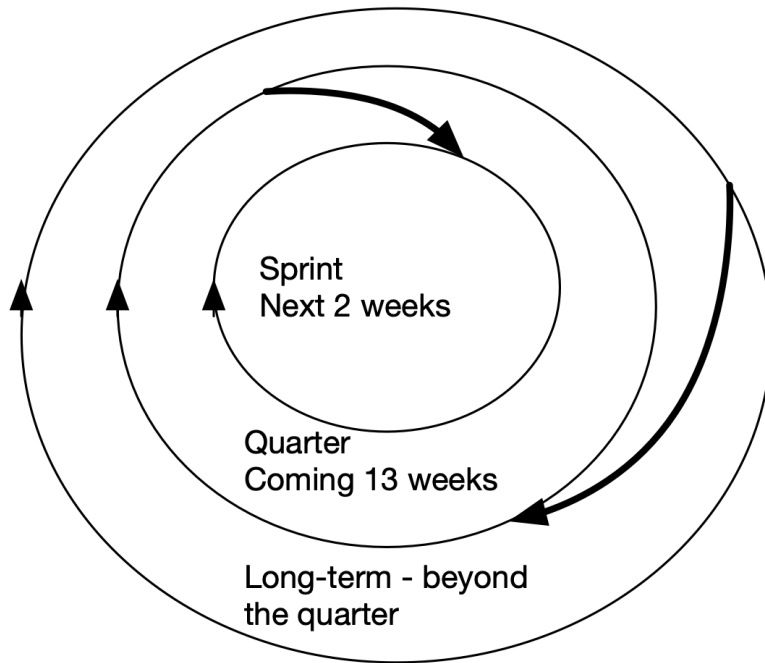 Sprint
Next 2 weeks
Quarter
Coming 13 weeks
Long-term - beyond
the quarter